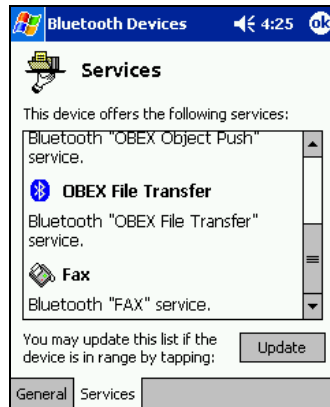 Bluetooth Devices 4:25 ok
Services
This device offers the following services:
Bluetooth "OBEX Object Push"
service.
OBEX File Transfer
Bluetooth "OBEX File Transfer"
service.
Fax
Bluetooth "FAX" service.
You may update this list if the
device is in range by tapping:
Update
General Services